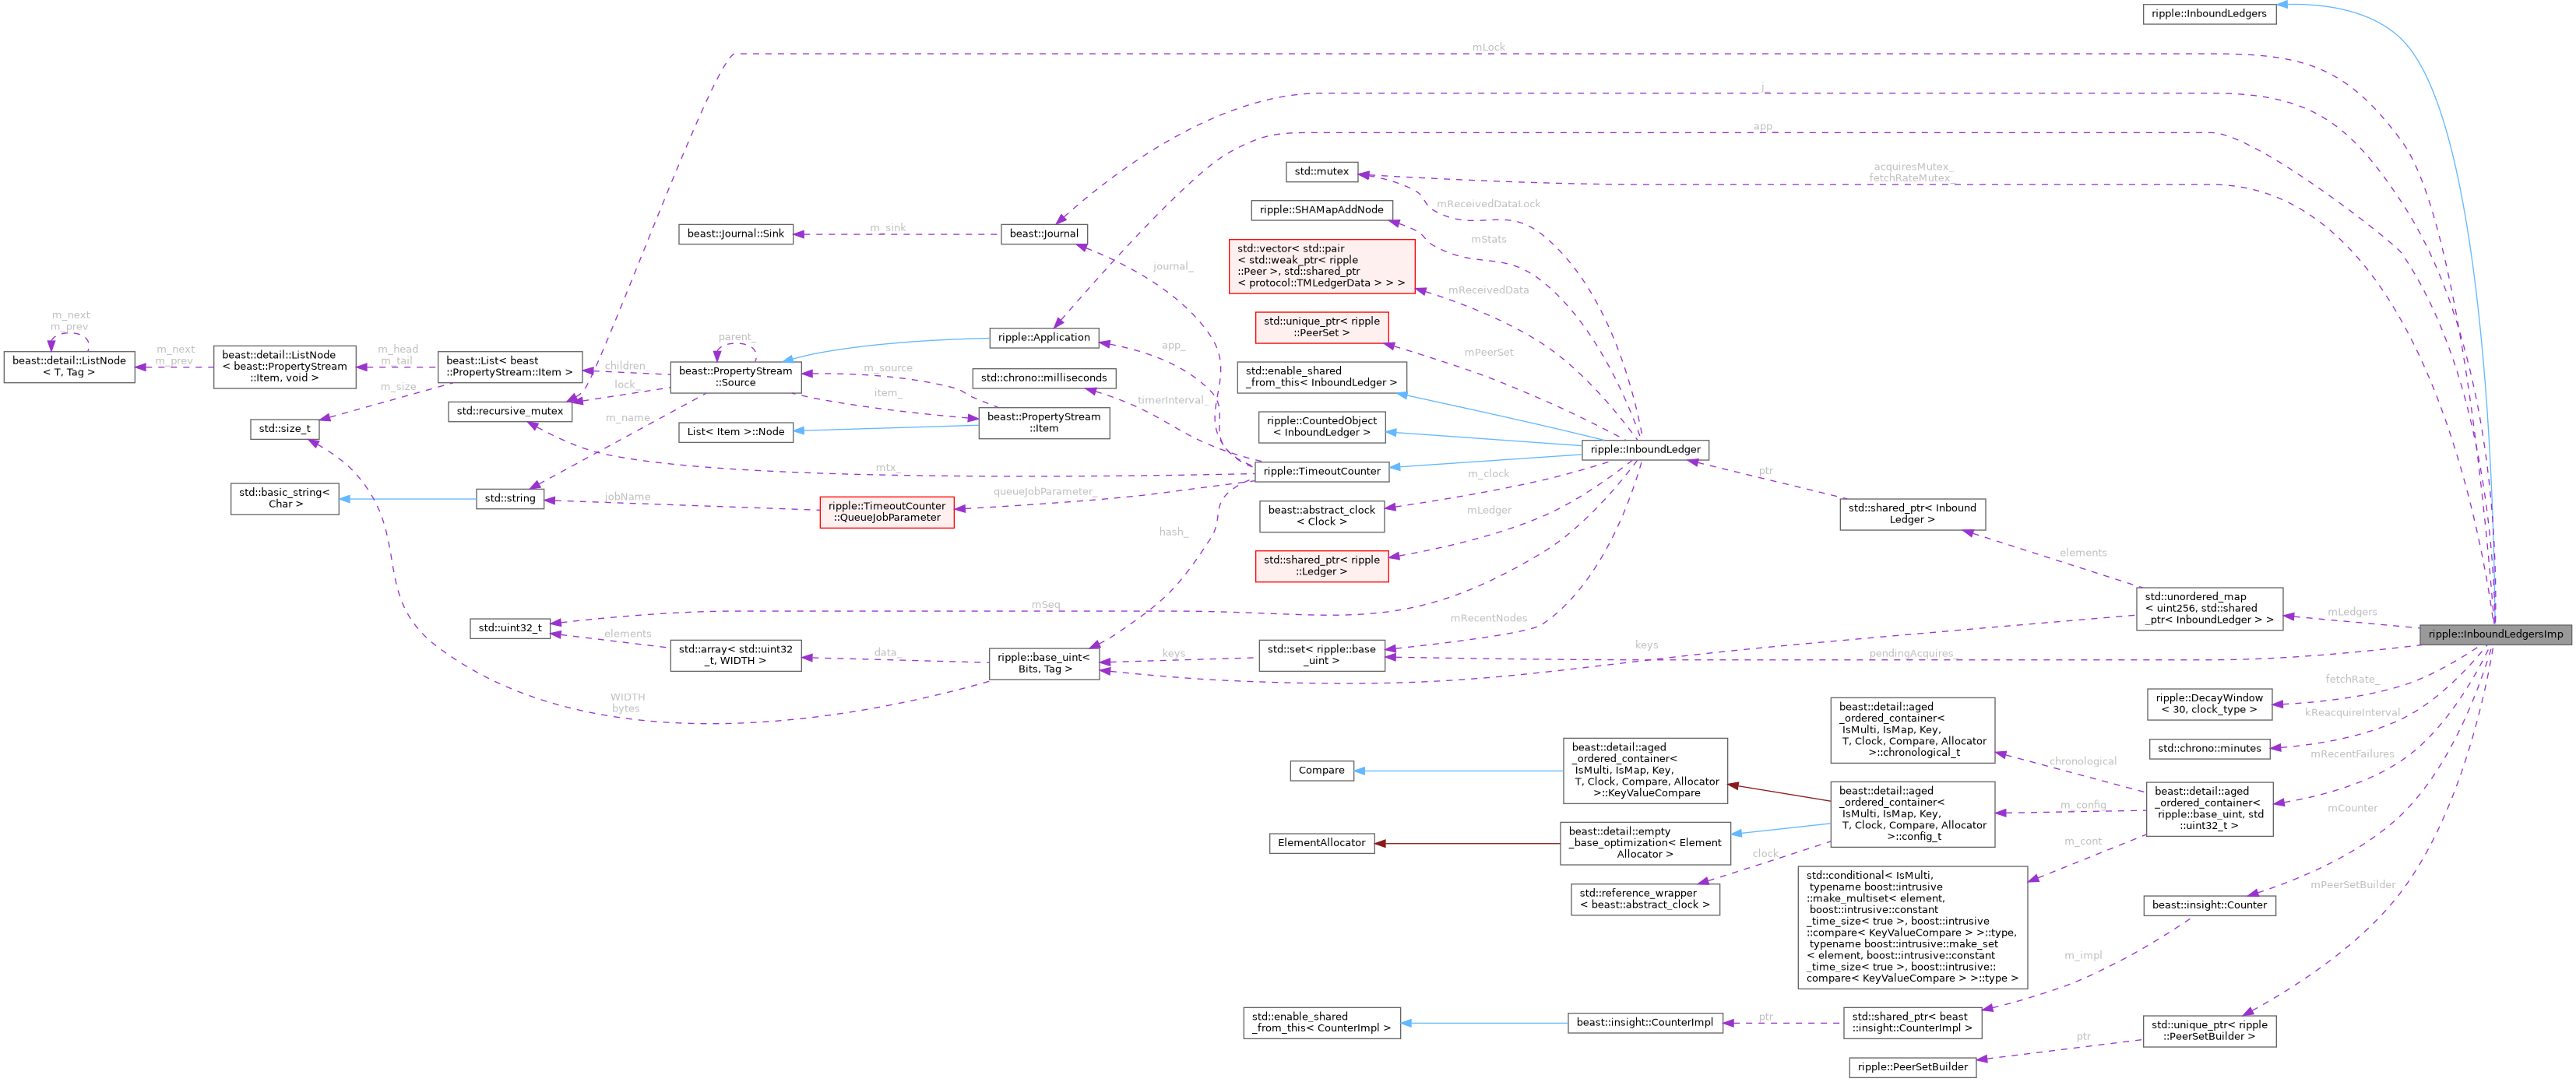 ripple::InboundLedgers
mLock
j_
app_
std::mutex
acquiresMutex_
fetchRateMutex_
ripple::SHAMapAddNode
mReceivedDataLock
beast::Journal::Sink
m_sink
beast::Journal
mStats
std::vector< std::pair
< std::weak_ptr< ripple
::Peer >, std::shared_ptr
< protocol::TMLedgerData > > >
journal_
mReceivedData
m_next
m_prev
beast::detail::ListNode
< T, Tag >
m_next
m_prev
beast::detail::ListNode
< beast::PropertyStream
::Item, void >
m_head
m_tail
beast::List< beast
::PropertyStream::Item >
children_
parent_
beast::PropertyStream
::Source
ripple::Application
app_
std::unique_ptr< ripple
::PeerSet >
mPeerSet
m_size
lock_
m_source
item_
std::chrono::milliseconds
std::enable_shared
_from_this< InboundLedger >
timerInterval_
std::recursive_mutex
m_name
beast::PropertyStream
::Item
std::size_t
List< Item >::Node
ripple::CountedObject
< InboundLedger >
ripple::InboundLedger
mtx_
ripple::TimeoutCounter
ptr
m_clock
std::basic_string<
Char >
std::string
jobName
ripple::TimeoutCounter
::QueueJobParameter
queueJobParameter_
beast::abstract_clock
< Clock >
mLedger
std::shared_ptr< Inbound
Ledger >
hash_
std::shared_ptr< ripple
::Ledger >
elements
std::unordered_map
< uint256, std::shared
_ptr< InboundLedger > >
mLedgers
ripple::InboundLedgersImp
mSeq
mRecentNodes
std::uint32_t
elements
std::array< std::uint32
_t, WIDTH >
data_
ripple::base_uint<
Bits, Tag >
keys
std::set< ripple::base
_uint >
keys
pendingAcquires_
WIDTH
bytes
fetchRate_
ripple::DecayWindow
< 30, clock_type >
kReacquireInterval
std::chrono::minutes
mRecentFailures
beast::detail::aged
_ordered_container<
IsMulti, IsMap, Key,
T, Clock, Compare, Allocator
>::chronological_t
chronological
Compare
beast::detail::aged
_ordered_container<
IsMulti, IsMap, Key,
T, Clock, Compare, Allocator
>::KeyValueCompare
beast::detail::aged
_ordered_container<
IsMulti, IsMap, Key,
T, Clock, Compare, Allocator
>::config_t
m_config
beast::detail::aged
_ordered_container<
ripple::base_uint, std
::uint32_t >
mCounter
ElementAllocator
beast::detail::empty
_base_optimization< Element
Allocator >
clock
m_cont
std::reference_wrapper
< beast::abstract_clock >
std::conditional< IsMulti,
typename boost::intrusive
::make_multiset< element,
boost::intrusive::constant
_time_size< true >, boost::intrusive
::compare< KeyValueCompare > >::type,
typename boost::intrusive::make_set
< element, boost::intrusive::constant
_time_size< true >, boost::intrusive::
compare< KeyValueCompare > >::type >
mPeerSetBuilder
beast::insight::Counter
m_impl
std::enable_shared
_from_this< CounterImpl >
beast::insight::CounterImpl
ptr
std::shared_ptr< beast
::insight::CounterImpl >
std::unique_ptr< ripple
::PeerSetBuilder >
ptr
ripple::PeerSetBuilder